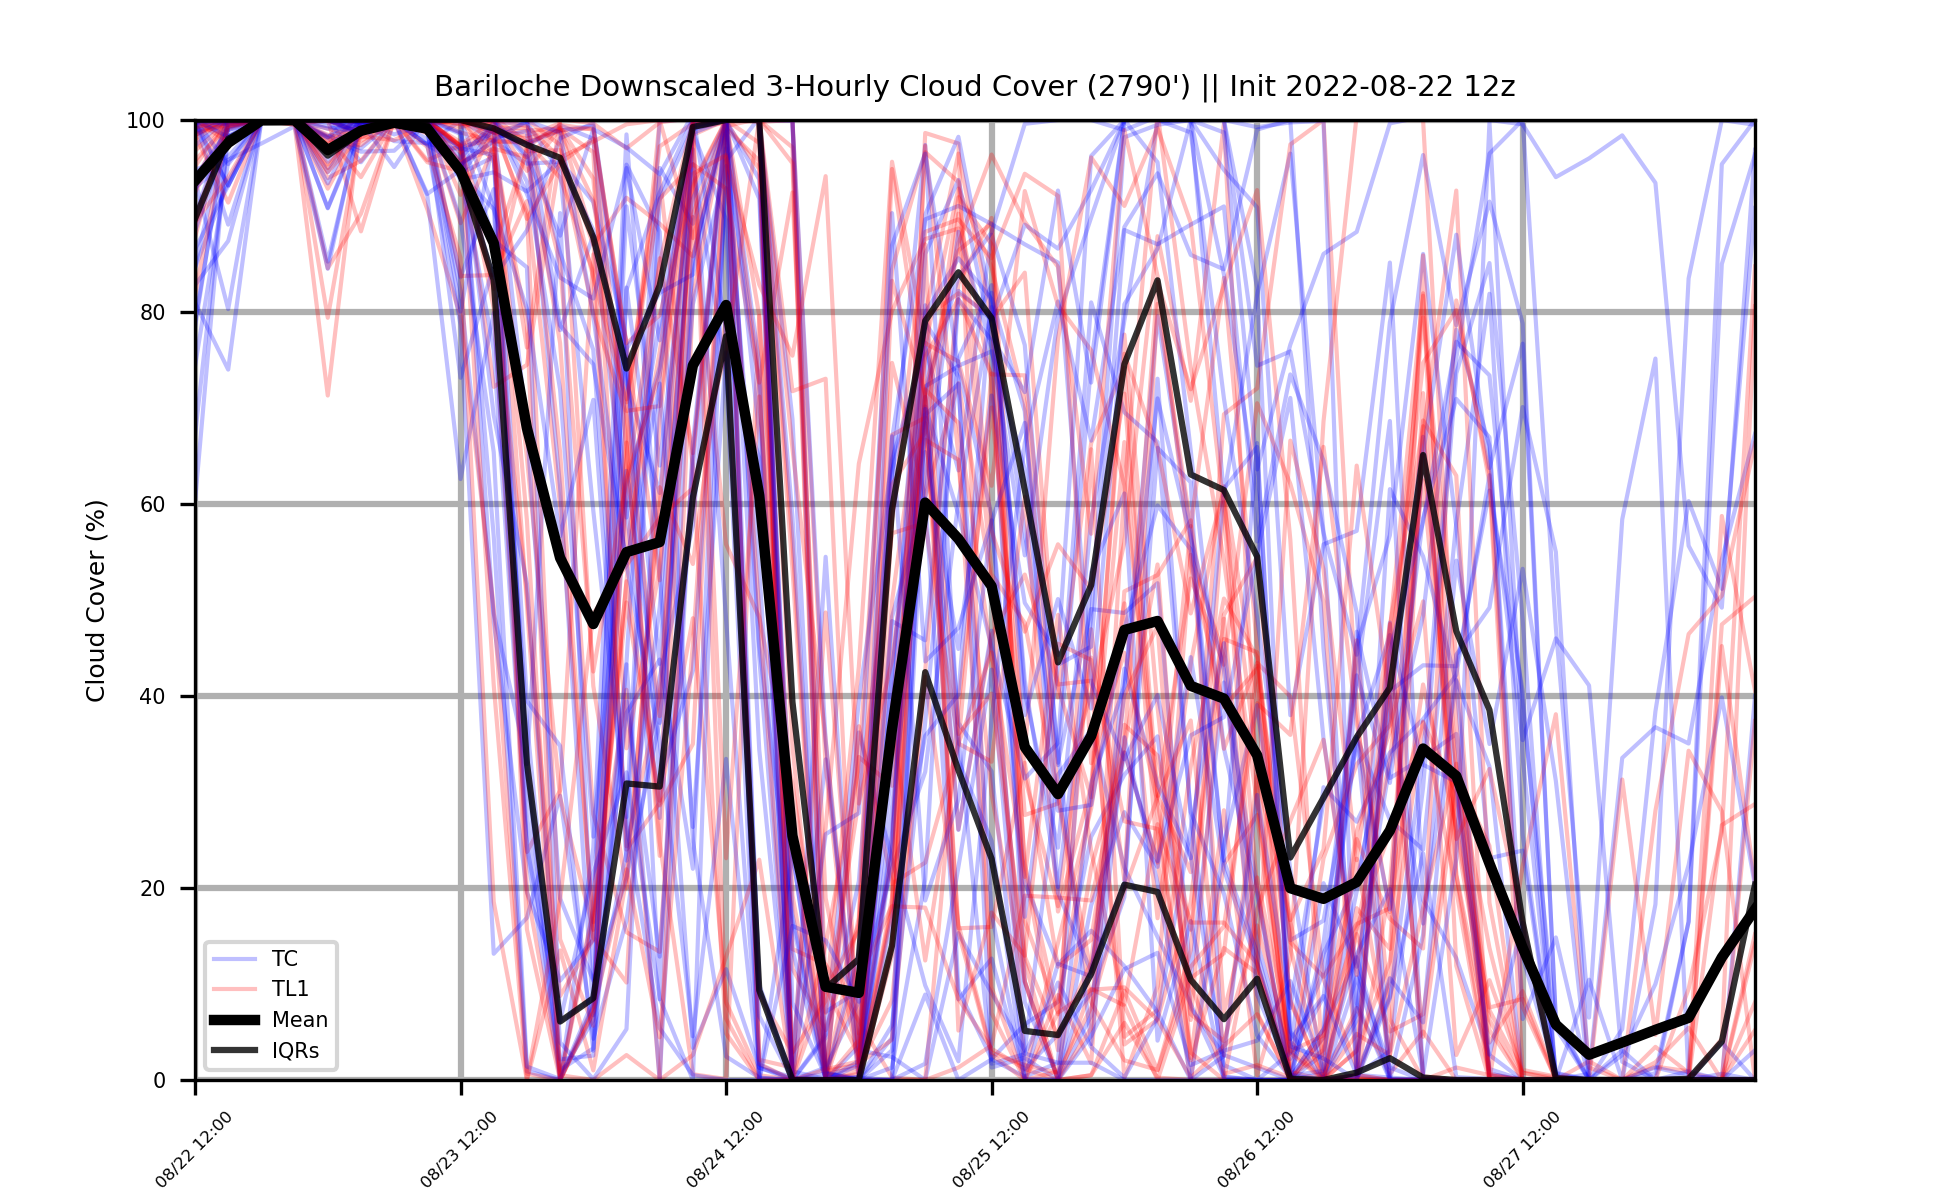 Bariloche Downscaled 3-Hourly Cloud Cover (2790') || Init 2022-08-22 12z
Cloud Cover (%)
100
80
60
40
20
0
TC
TL1
Mean
IQRs
08/22 12:00
08/23 12:00
08/24 12:00
08/25 12:00
08/26 12:00
08/27 12:00